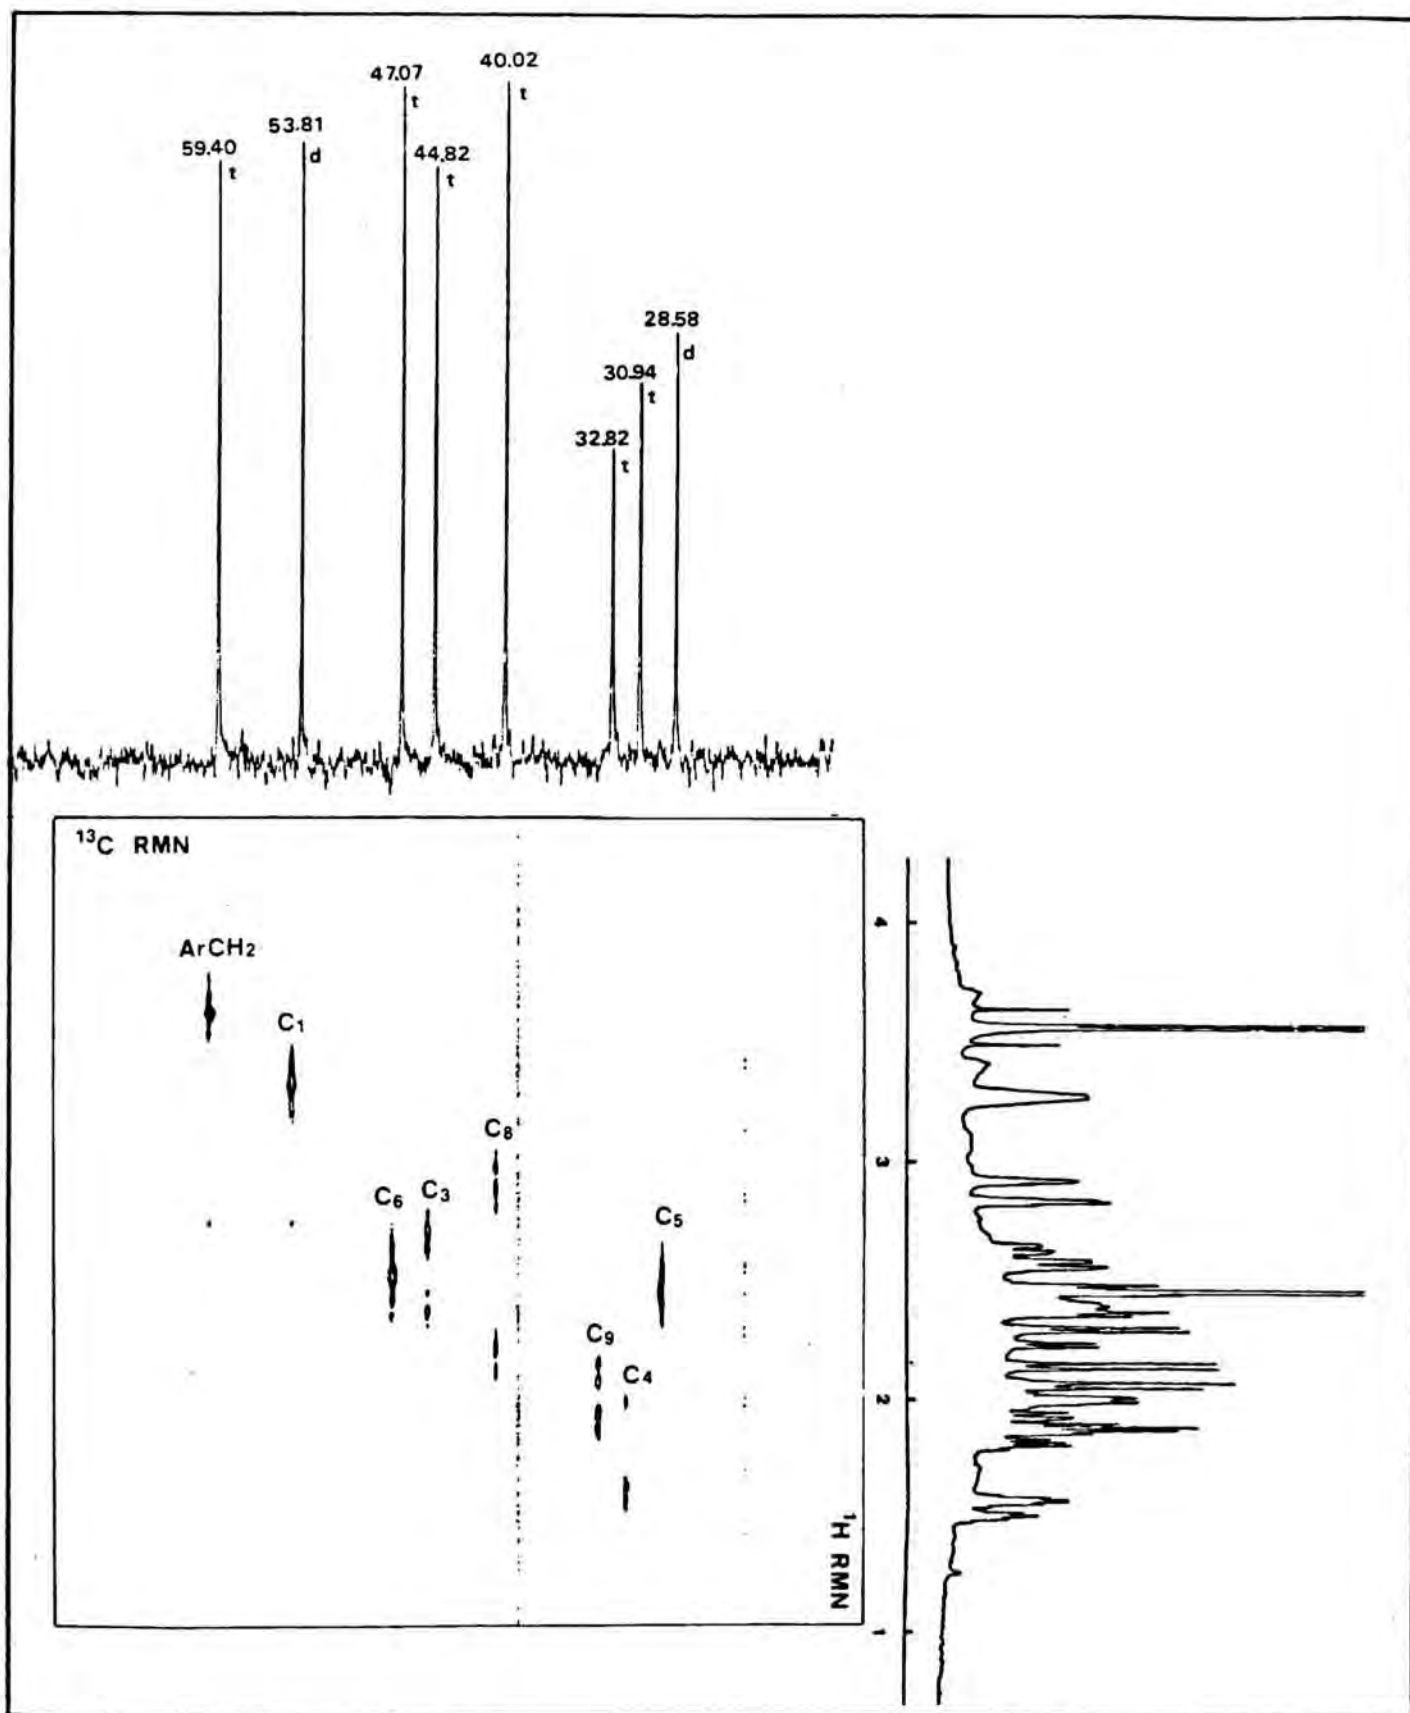 59.40
t
53.81
d
47.07
t
44.82
t
40.02
t
32.82
t
30.94
t
28.58
d
¹³C RMN
ArCH₂
C₁
C₆
C₃
C₈
C₉
C₄
C₅
¹H RMN
4
3
2
1